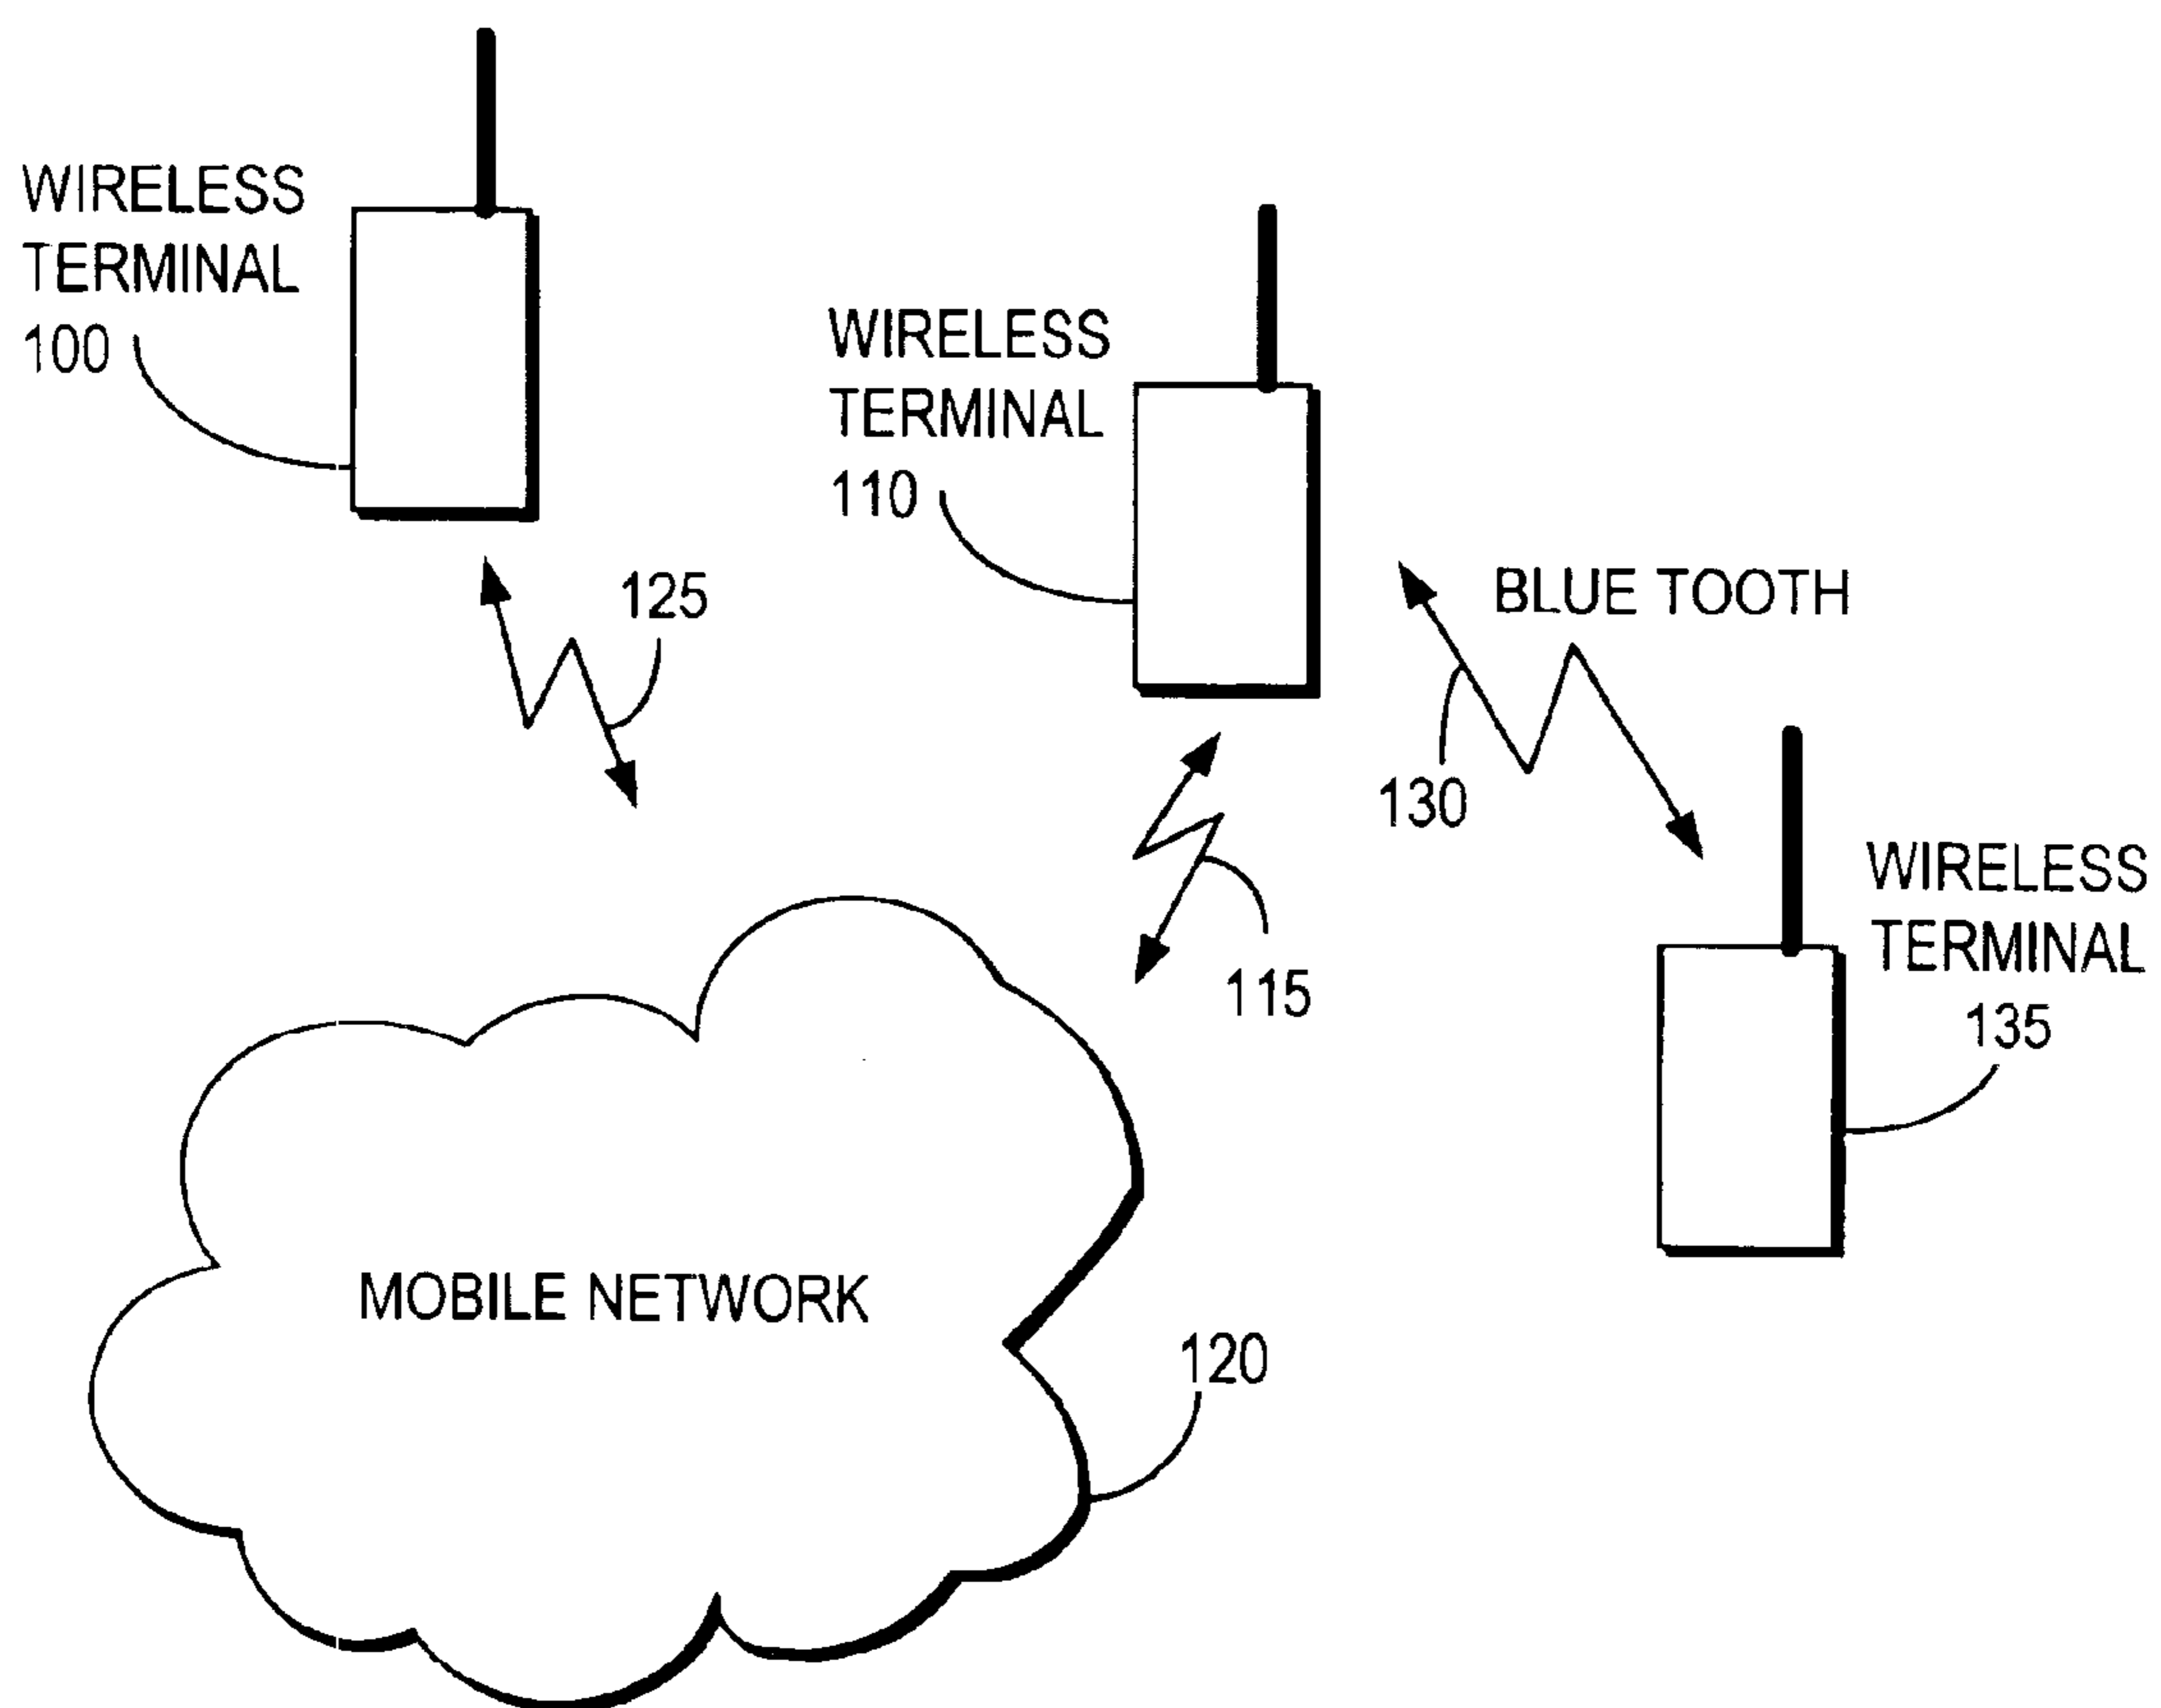 WIRELESS
TERMINAL
100
WIRELESS
TERMINAL
110
125
BLUE TOOTH
130
WIRELESS
TERMINAL
135
115
MOBILE NETWORK
120